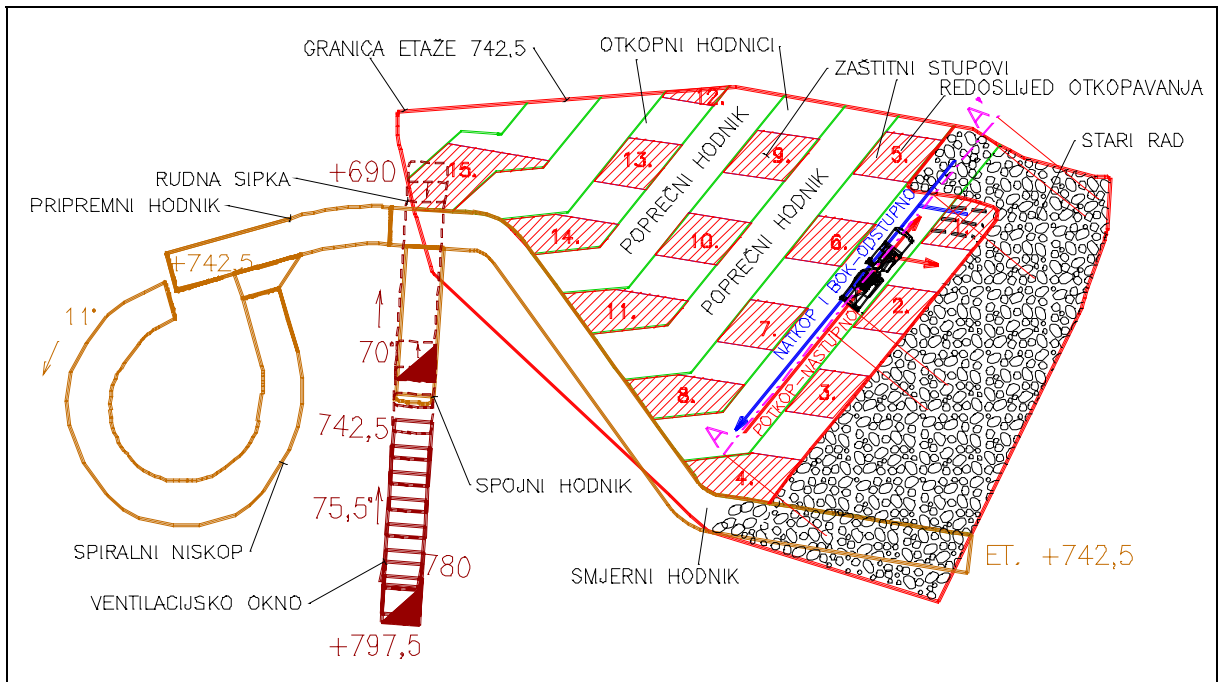 GRANICA ETAŽE 742,5
OTKOPNI HODNICI
ZAŠTITNI STUPOVI
REDOSLIJED OTKOPAVANJA
STARI RAD
A'
12.
5.
9.
13.
15.
+690
RUDNA SIPKA
PRIPREMNI HODNIK
POPREČNI HODNIK
POPREČNI HODNIK
14.
10.
6.
+742,5
11°
11.
7.
2.
NATKOP I BOK-ODSTUPNO
POTKOP-NASTUPNO
70°
8.
3.
A
742,5
4.
SPOJNI HODNIK
75,5°
SPIRALNI NISKOP
780
SMJERNI HODNIK
ET. +742,5
VENTILACIJSKO OKNO
+797,5